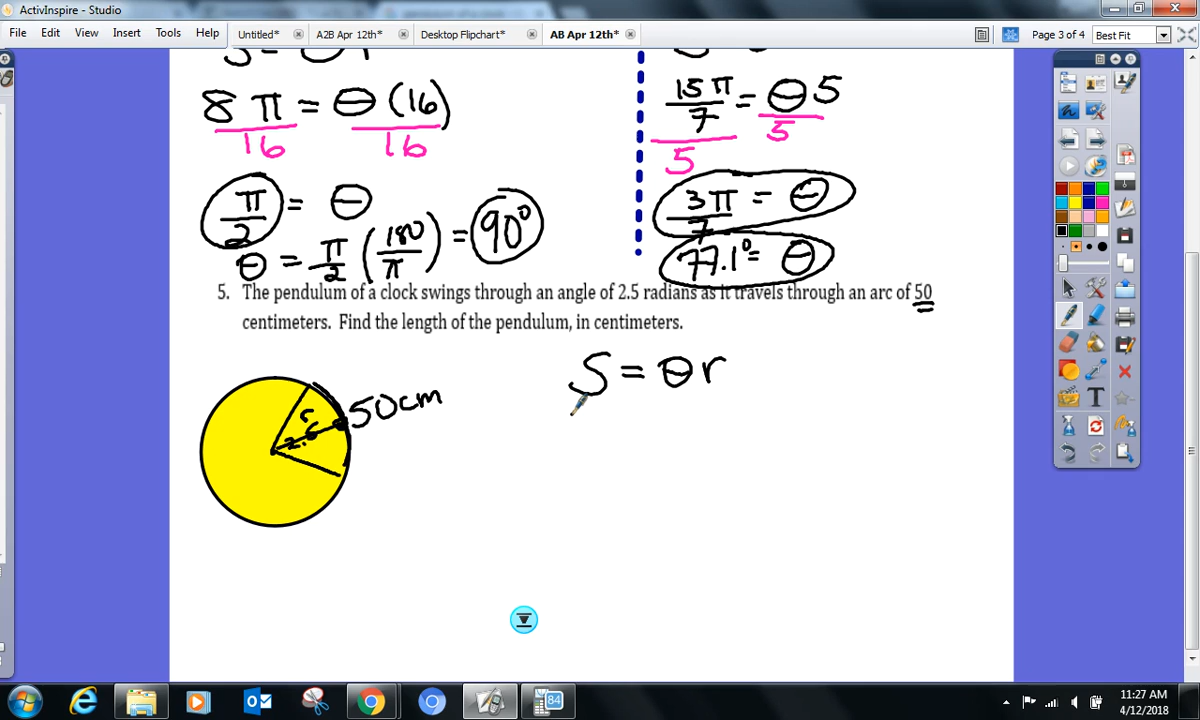 ActivInspire - Studio
File Edit View Insert Tools Help Untitled* A2B Apr 12th* Desktop Flipchart* AB Apr 12th* Page 3 of 4 Best Fit
8π = θ(16)
16 16
π/2 = θ
θ = π/2 (180/π) = 90°
15π/7 = θ5
5 5
3π/7 = θ
77.1° = θ
5. The pendulum of a clock swings through an angle of 2.5 radians as it travels through an arc of 50
centimeters. Find the length of the pendulum, in centimeters.
S = θr
50cm
r
2.5
84
11:27 AM
4/12/2018